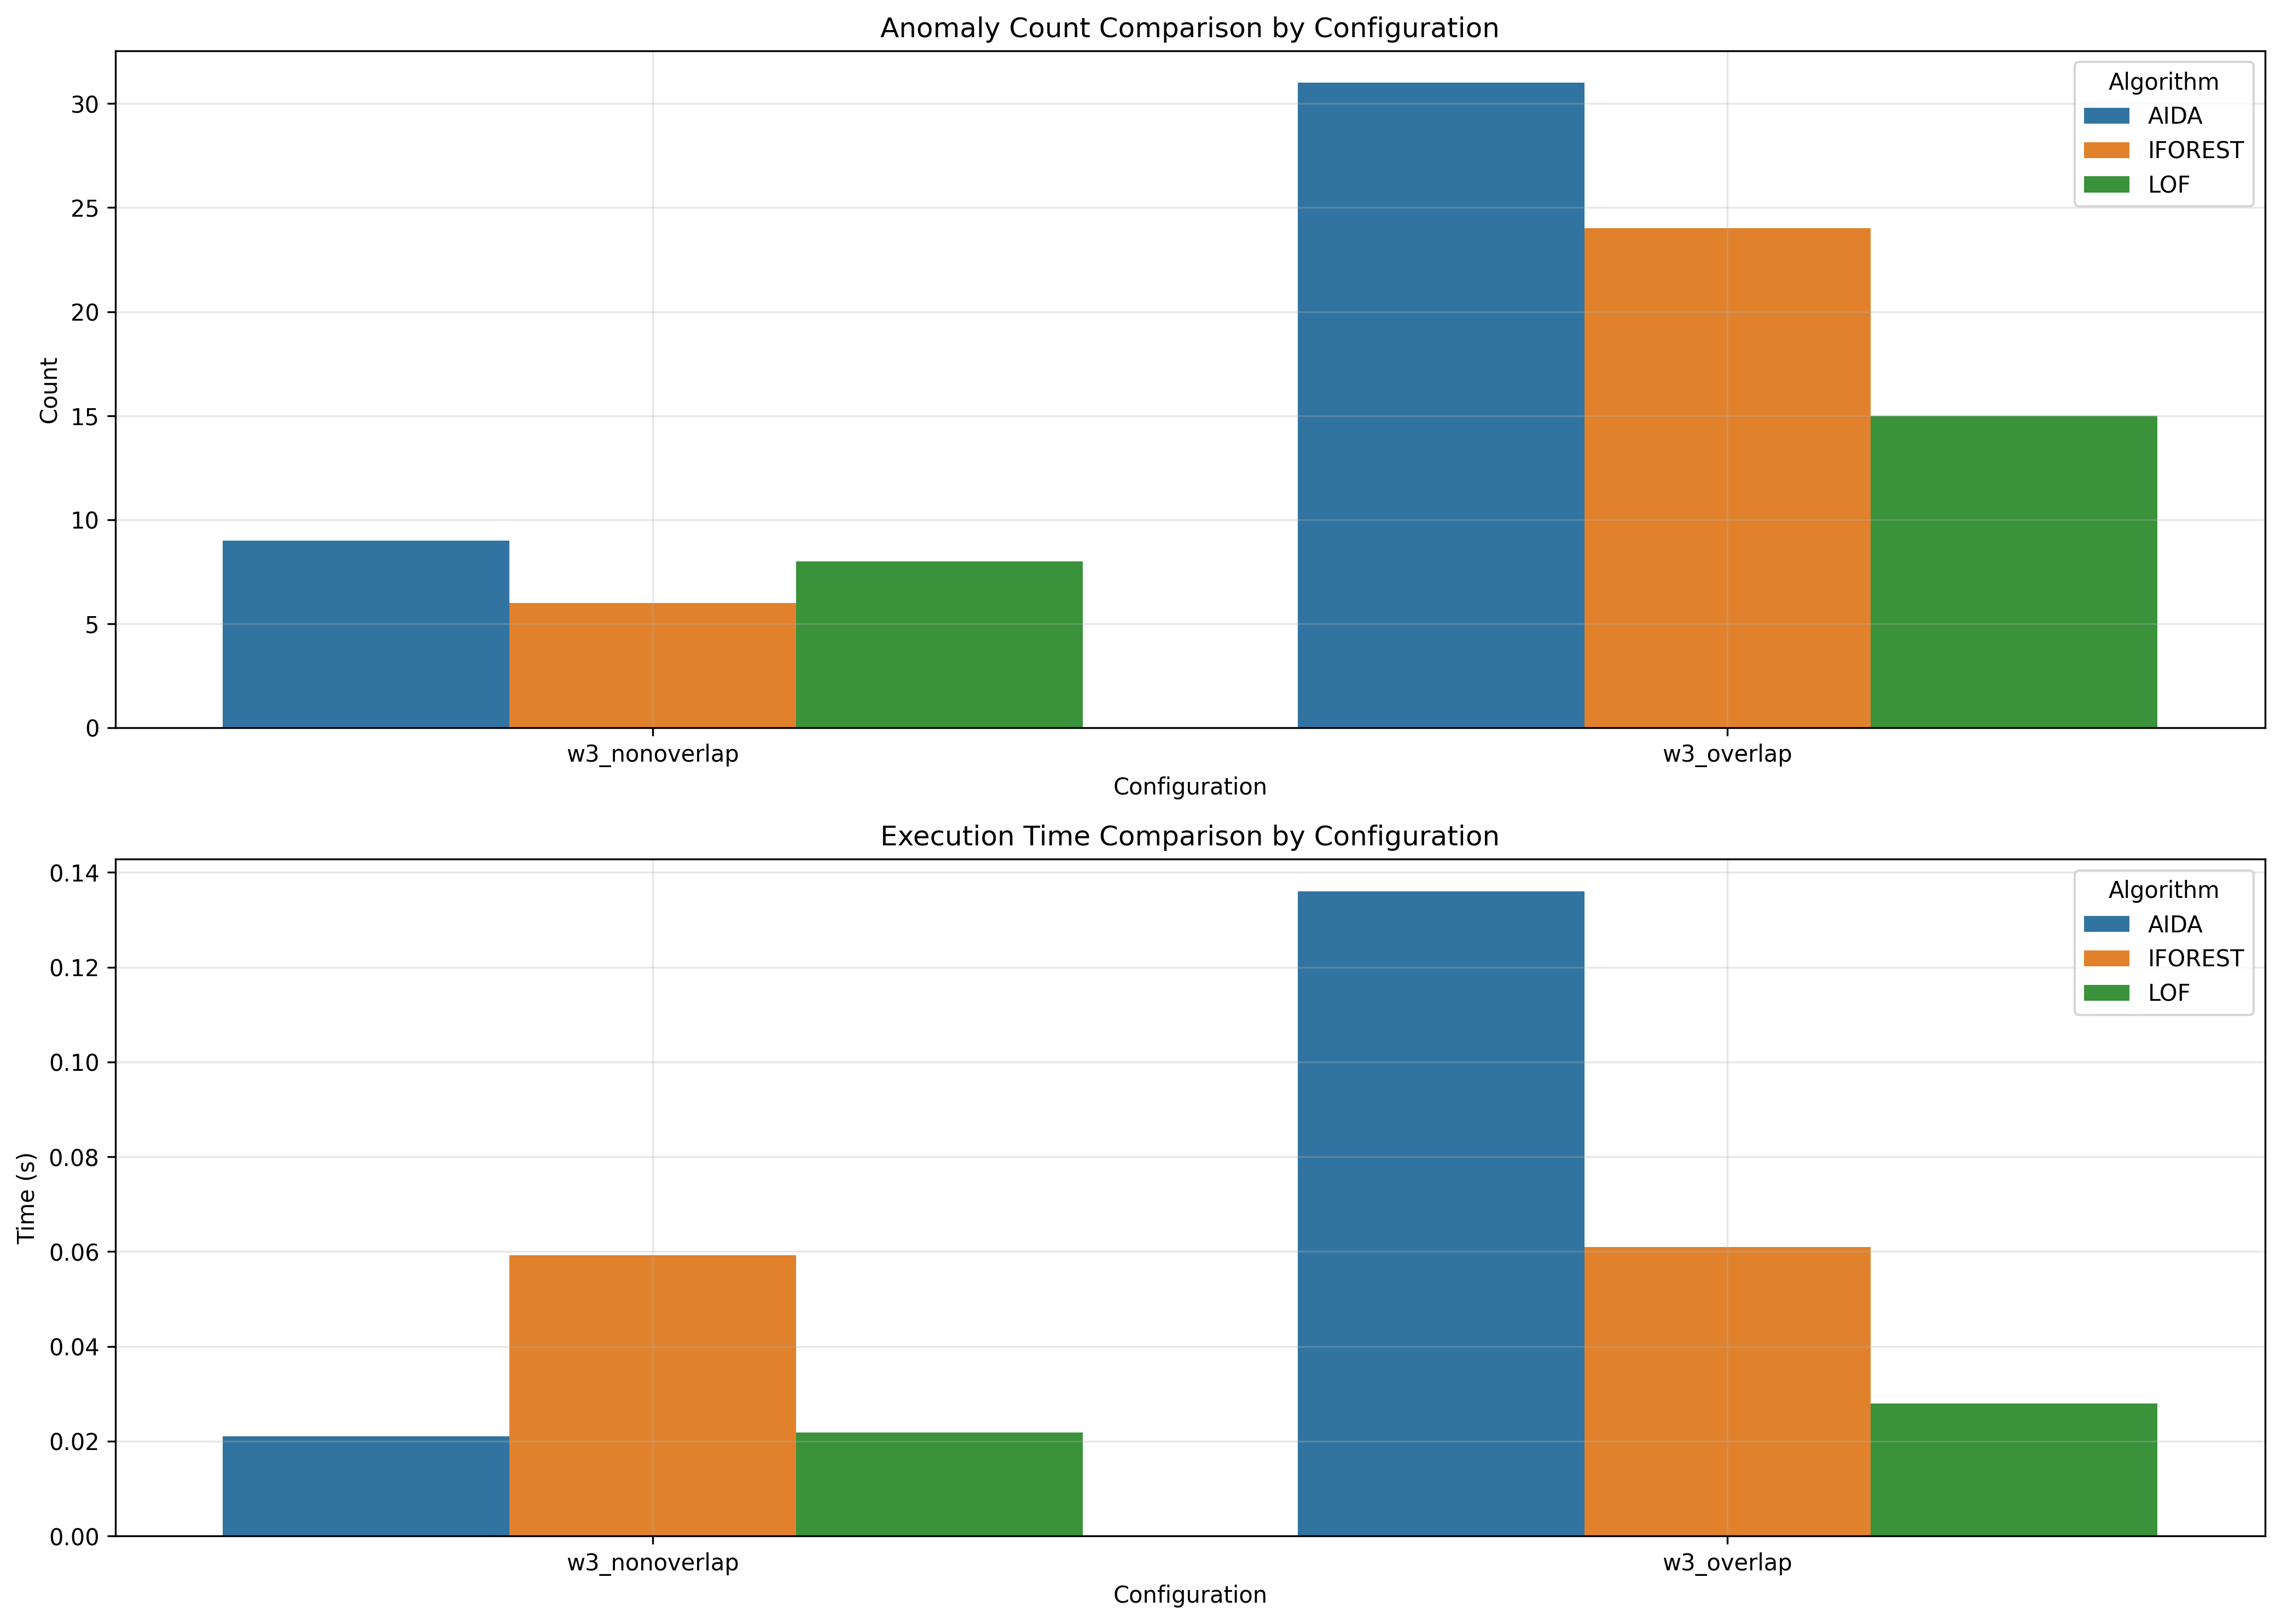 Anomaly Count Comparison by Configuration
30
25
20
15
10
5
0
Count
Algorithm
AIDA
IFOREST
LOF
w3_nonoverlap
w3_overlap
Configuration
Execution Time Comparison by Configuration
0.14
0.12
0.10
0.08
0.06
0.04
0.02
0.00
Time (s)
Algorithm
AIDA
IFOREST
LOF
w3_nonoverlap
w3_overlap
Configuration